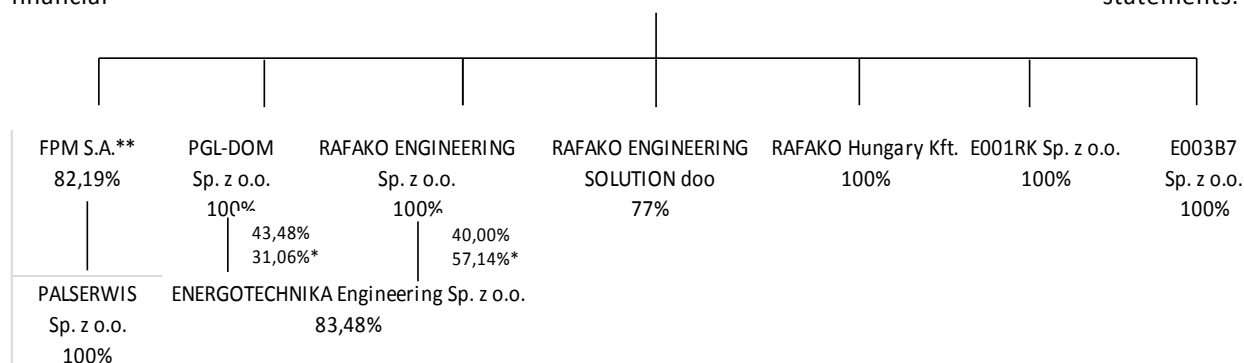 financial statements.
FPM S.A.**
82,19%
PGL-DOM
Sp. z o.o.
100%
RAFAKO ENGINEERING
Sp. z o.o.
100%
RAFAKO ENGINEERING
SOLUTION doo
77%
RAFAKO Hungary Kft.
100%
E001RK Sp. z o.o.
100%
E003B7
Sp. z o.o.
100%
43,48%
31,06%*
40,00%
57,14%*
PALSERWIS
Sp. z o.o.
100%
ENERGOTECHNIKA Engineering Sp. z o.o.
83,48%